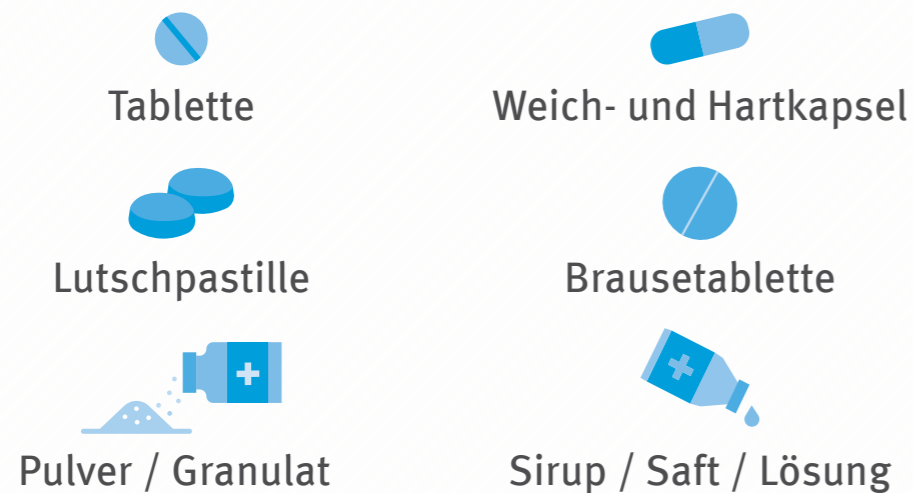 Tablette
Weich- und Hartkapsel
Lutschpastille
Brausetablette
Pulver / Granulat
Sirup / Saft / Lösung